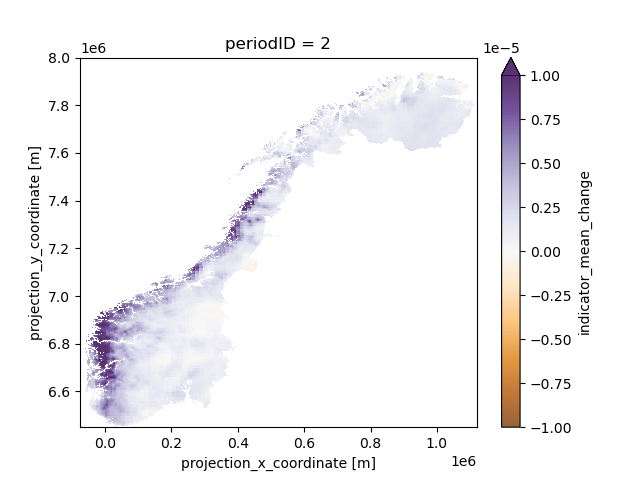 periodID = 2
1e6
1e−5
8.0
7.8
7.6
7.4
7.2
7.0
6.8
6.6
projection_y_coordinate [m]
0.0 0.2 0.4 0.6 0.8 1.0
1e6
projection_x_coordinate [m]
1.00
0.75
0.50
0.25
0.00
−0.25
−0.50
−0.75
−1.00
indicator_mean_change